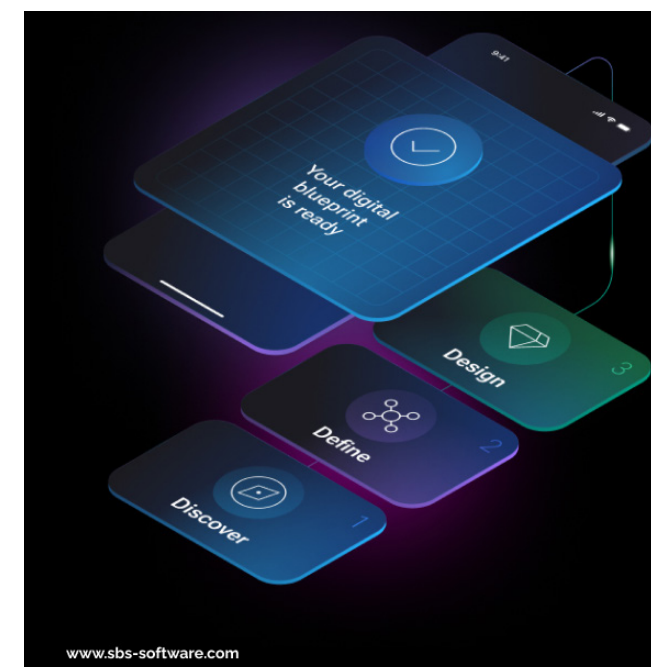 9:41
Your digital
blueprint
is ready
Design
3
Define
2
Discover
1
www.sbs-software.com